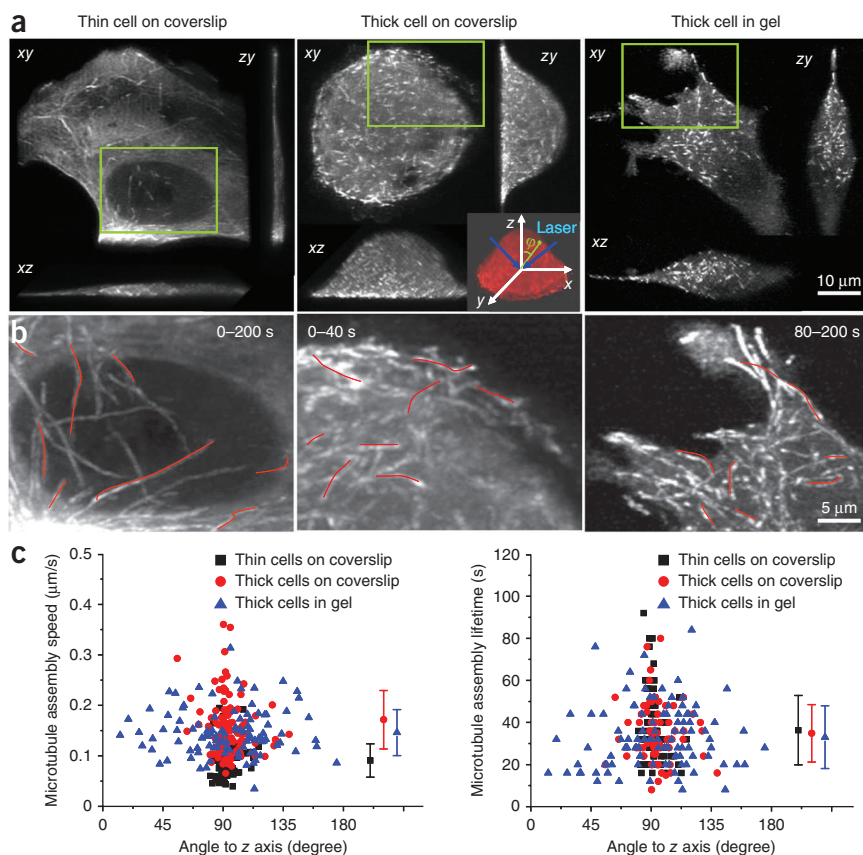 a
Thin cell on coverslip
Thick cell on coverslip
Thick cell in gel
xy
zy
xz
xy
zy
xz
z
Laser
φ
x
y
xy
zy
xz
10 μm
b
0–200 s
0–40 s
80–200 s
5 μm
c
Microtubule assembly speed (μm/s)
0.5
0.4
0.3
0.2
0.1
0
Thin cells on coverslip
Thick cells on coverslip
Thick cells in gel
0 45 90 135 180
Angle to z axis (degree)
Microtubule assembly lifetime (s)
120
100
80
60
40
20
0
Thin cells on coverslip
Thick cells on coverslip
Thick cells in gel
0 45 90 135 180
Angle to z axis (degree)